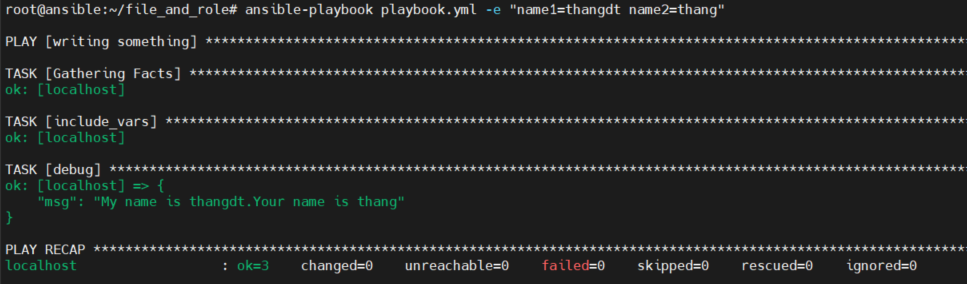 root@ansible:~/file_and_role# ansible-playbook playbook.yml -e "name1=thangdt name2=thang"
PLAY [writing something] ***********************************************************************************************
TASK [Gathering Facts] *************************************************************************************************
ok: [localhost]
TASK [include_vars] ****************************************************************************************************
ok: [localhost]
TASK [debug] ***********************************************************************************************************
ok: [localhost] => {
    "msg": "My name is thangdt.Your name is thang"
}
PLAY RECAP *************************************************************************************************************
localhost                  : ok=3    changed=0    unreachable=0    failed=0    skipped=0    rescued=0    ignored=0